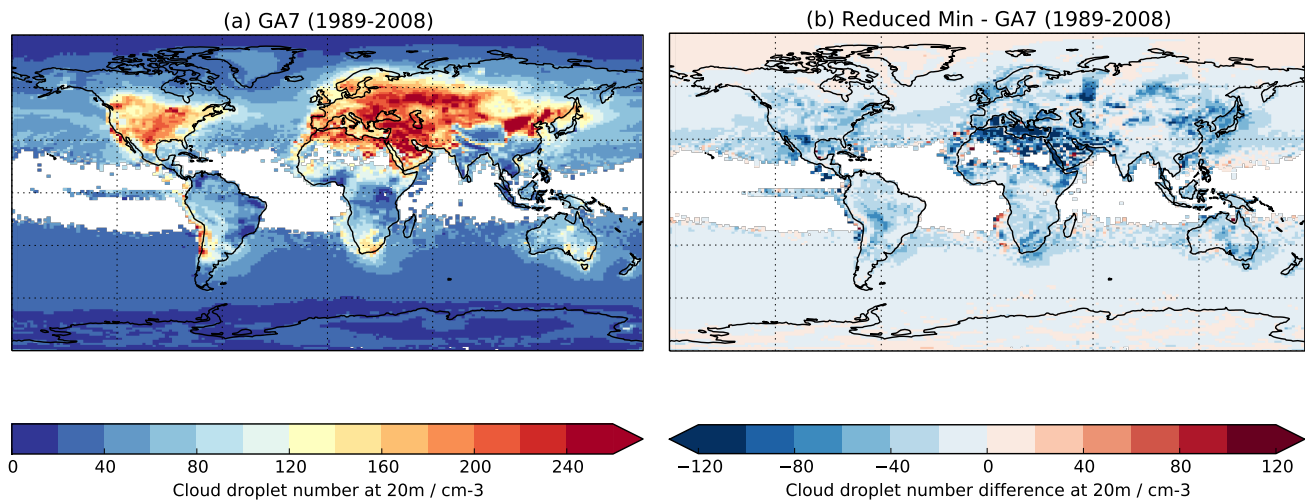 (a) GA7 (1989-2008)
(b) Reduced Min - GA7 (1989-2008)
0 40 80 120 160 200 240
Cloud droplet number at 20m / cm-3
−120 −80 −40 0 40 80 120
Cloud droplet number difference at 20m / cm-3